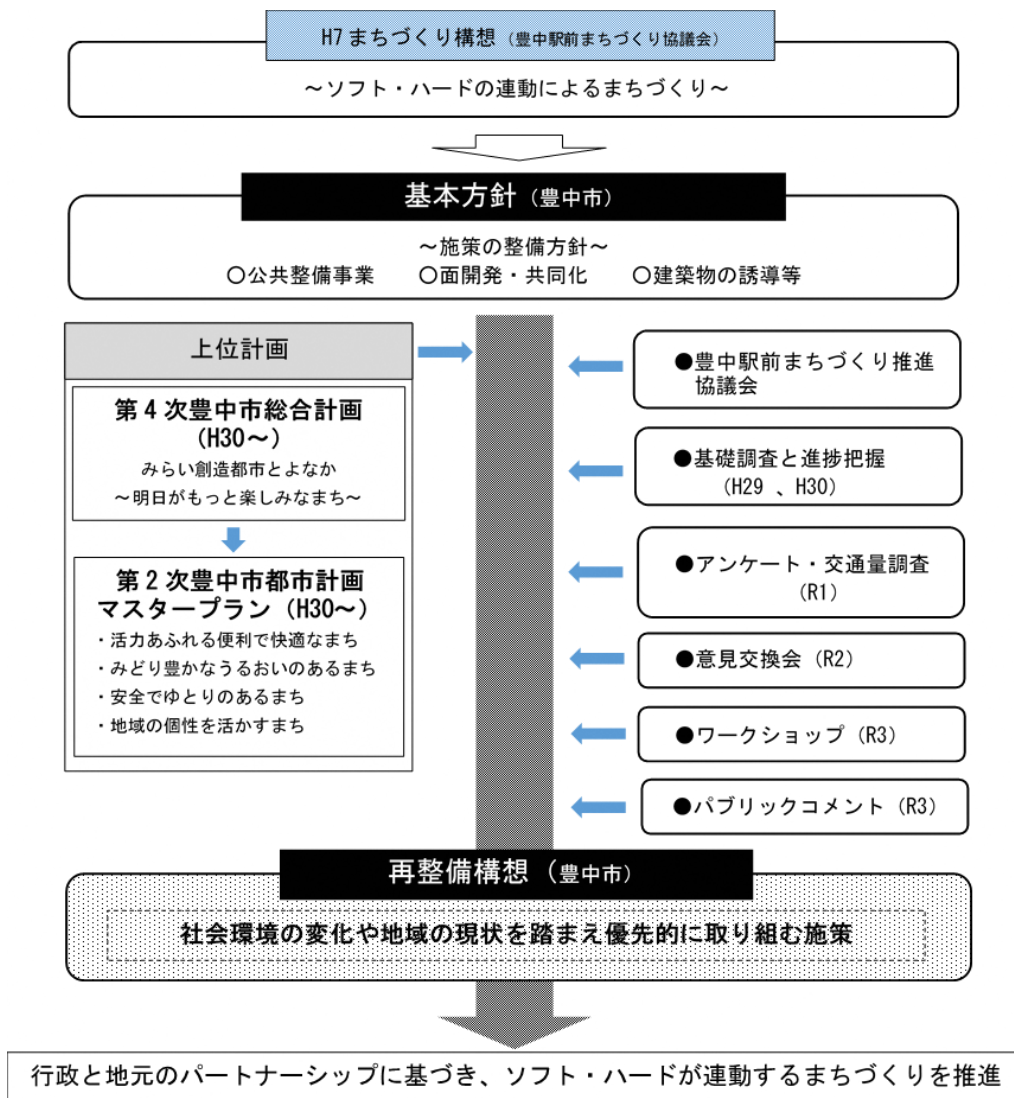 H7 まちづくり構想（豊中駅前まちづくり協議会）
～ソフト・ハードの連動によるまちづくり～
基本方針（豊中市）
～施策の整備方針～
〇公共整備事業 〇面開発・共同化 〇建築物の誘導等
上位計画
第4次豊中市総合計画
（H30～）
みらい創造都市とよなか
～明日がもっと楽しみなまち～
第2次豊中市都市計画
マスタープラン（H30～）
・活力あふれる便利で快適なまち
・みどり豊かなうるおいのあるまち
・安全でゆとりのあるまち
・地域の個性を活かすまち
●豊中駅前まちづくり推進
協議会
●基礎調査と進捗把握
（H29 、H30）
●アンケート・交通量調査
（R1）
●意見交換会（R2）
●ワークショップ（R3）
●パブリックコメント（R3）
再整備構想（豊中市）
社会環境の変化や地域の現状を踏まえ優先的に取り組む施策
行政と地元のパートナーシップに基づき、ソフト・ハードが連動するまちづくりを推進